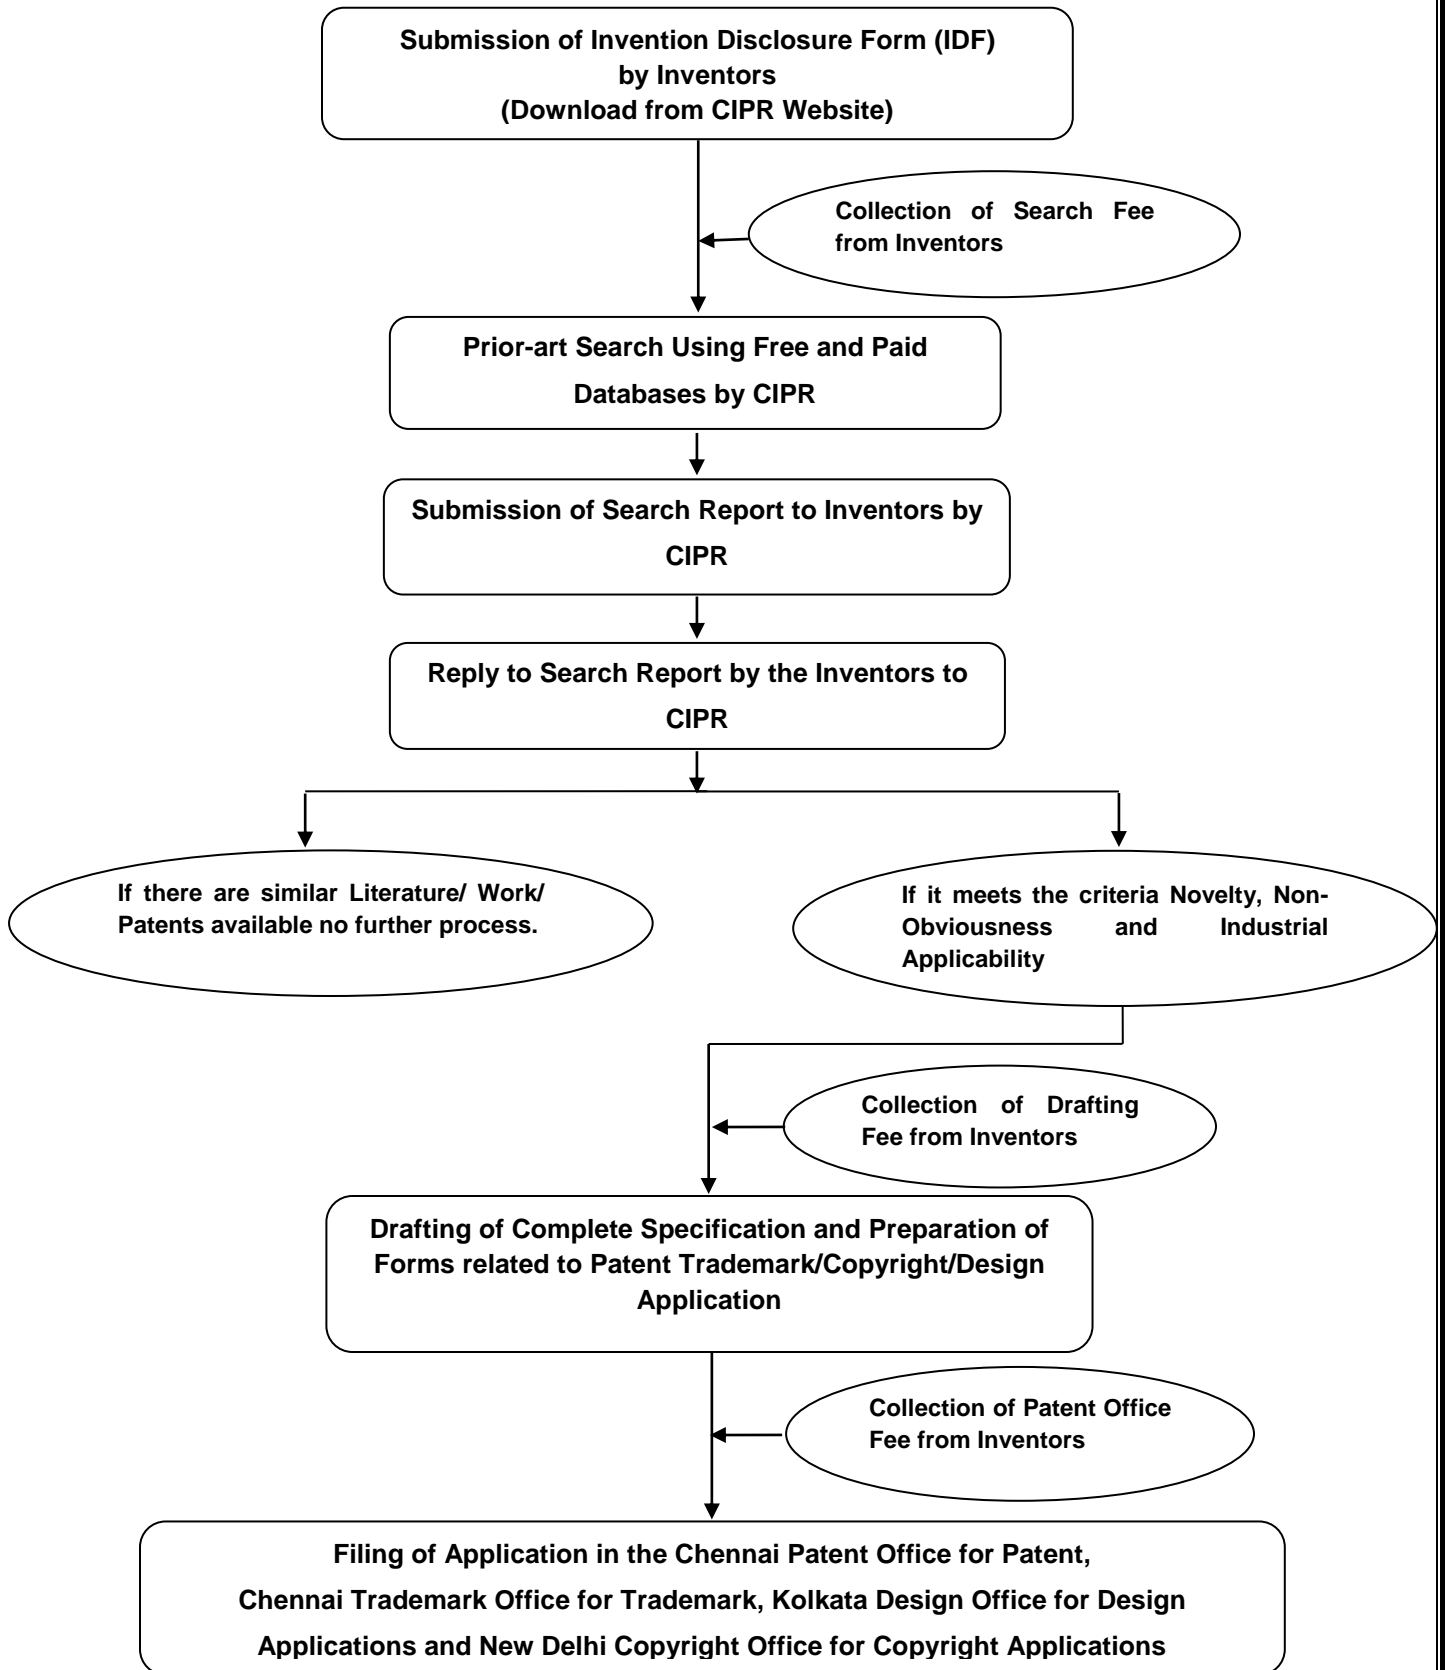 Submission of Invention Disclosure Form (IDF)
by Inventors
(Download from CIPR Website)
Collection of Search Fee
from Inventors
Prior-art Search Using Free and Paid
Databases by CIPR
Submission of Search Report to Inventors by
CIPR
Reply to Search Report by the Inventors to
CIPR
If there are similar Literature/ Work/
Patents available no further process.
If it meets the criteria Novelty, Non-
Obviousness and Industrial
Applicability
Collection of Drafting
Fee from Inventors
Drafting of Complete Specification and Preparation of
Forms related to Patent Trademark/Copyright/Design
Application
Collection of Patent Office
Fee from Inventors
Filing of Application in the Chennai Patent Office for Patent,
Chennai Trademark Office for Trademark, Kolkata Design Office for Design
Applications and New Delhi Copyright Office for Copyright Applications